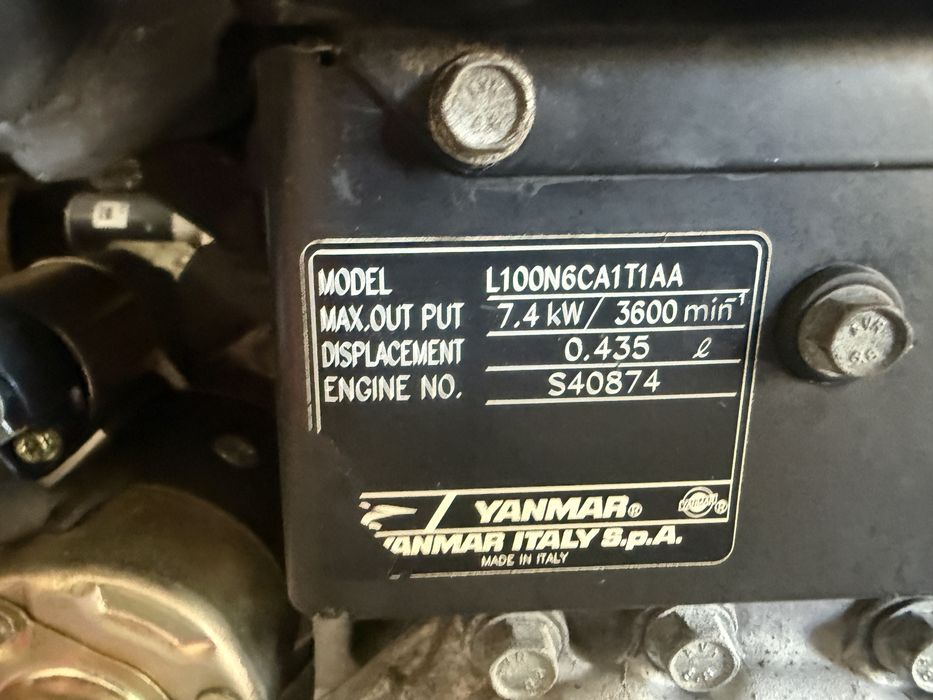 MODEL L100N6CA1T1AA
MAX.OUT PUT 7.4 kW / 3600 min⁻¹
DISPLACEMENT 0.435 ℓ
ENGINE NO. S40874
YANMAR® YANMAR®
YANMAR ITALY S.p.A.
MADE IN ITALY